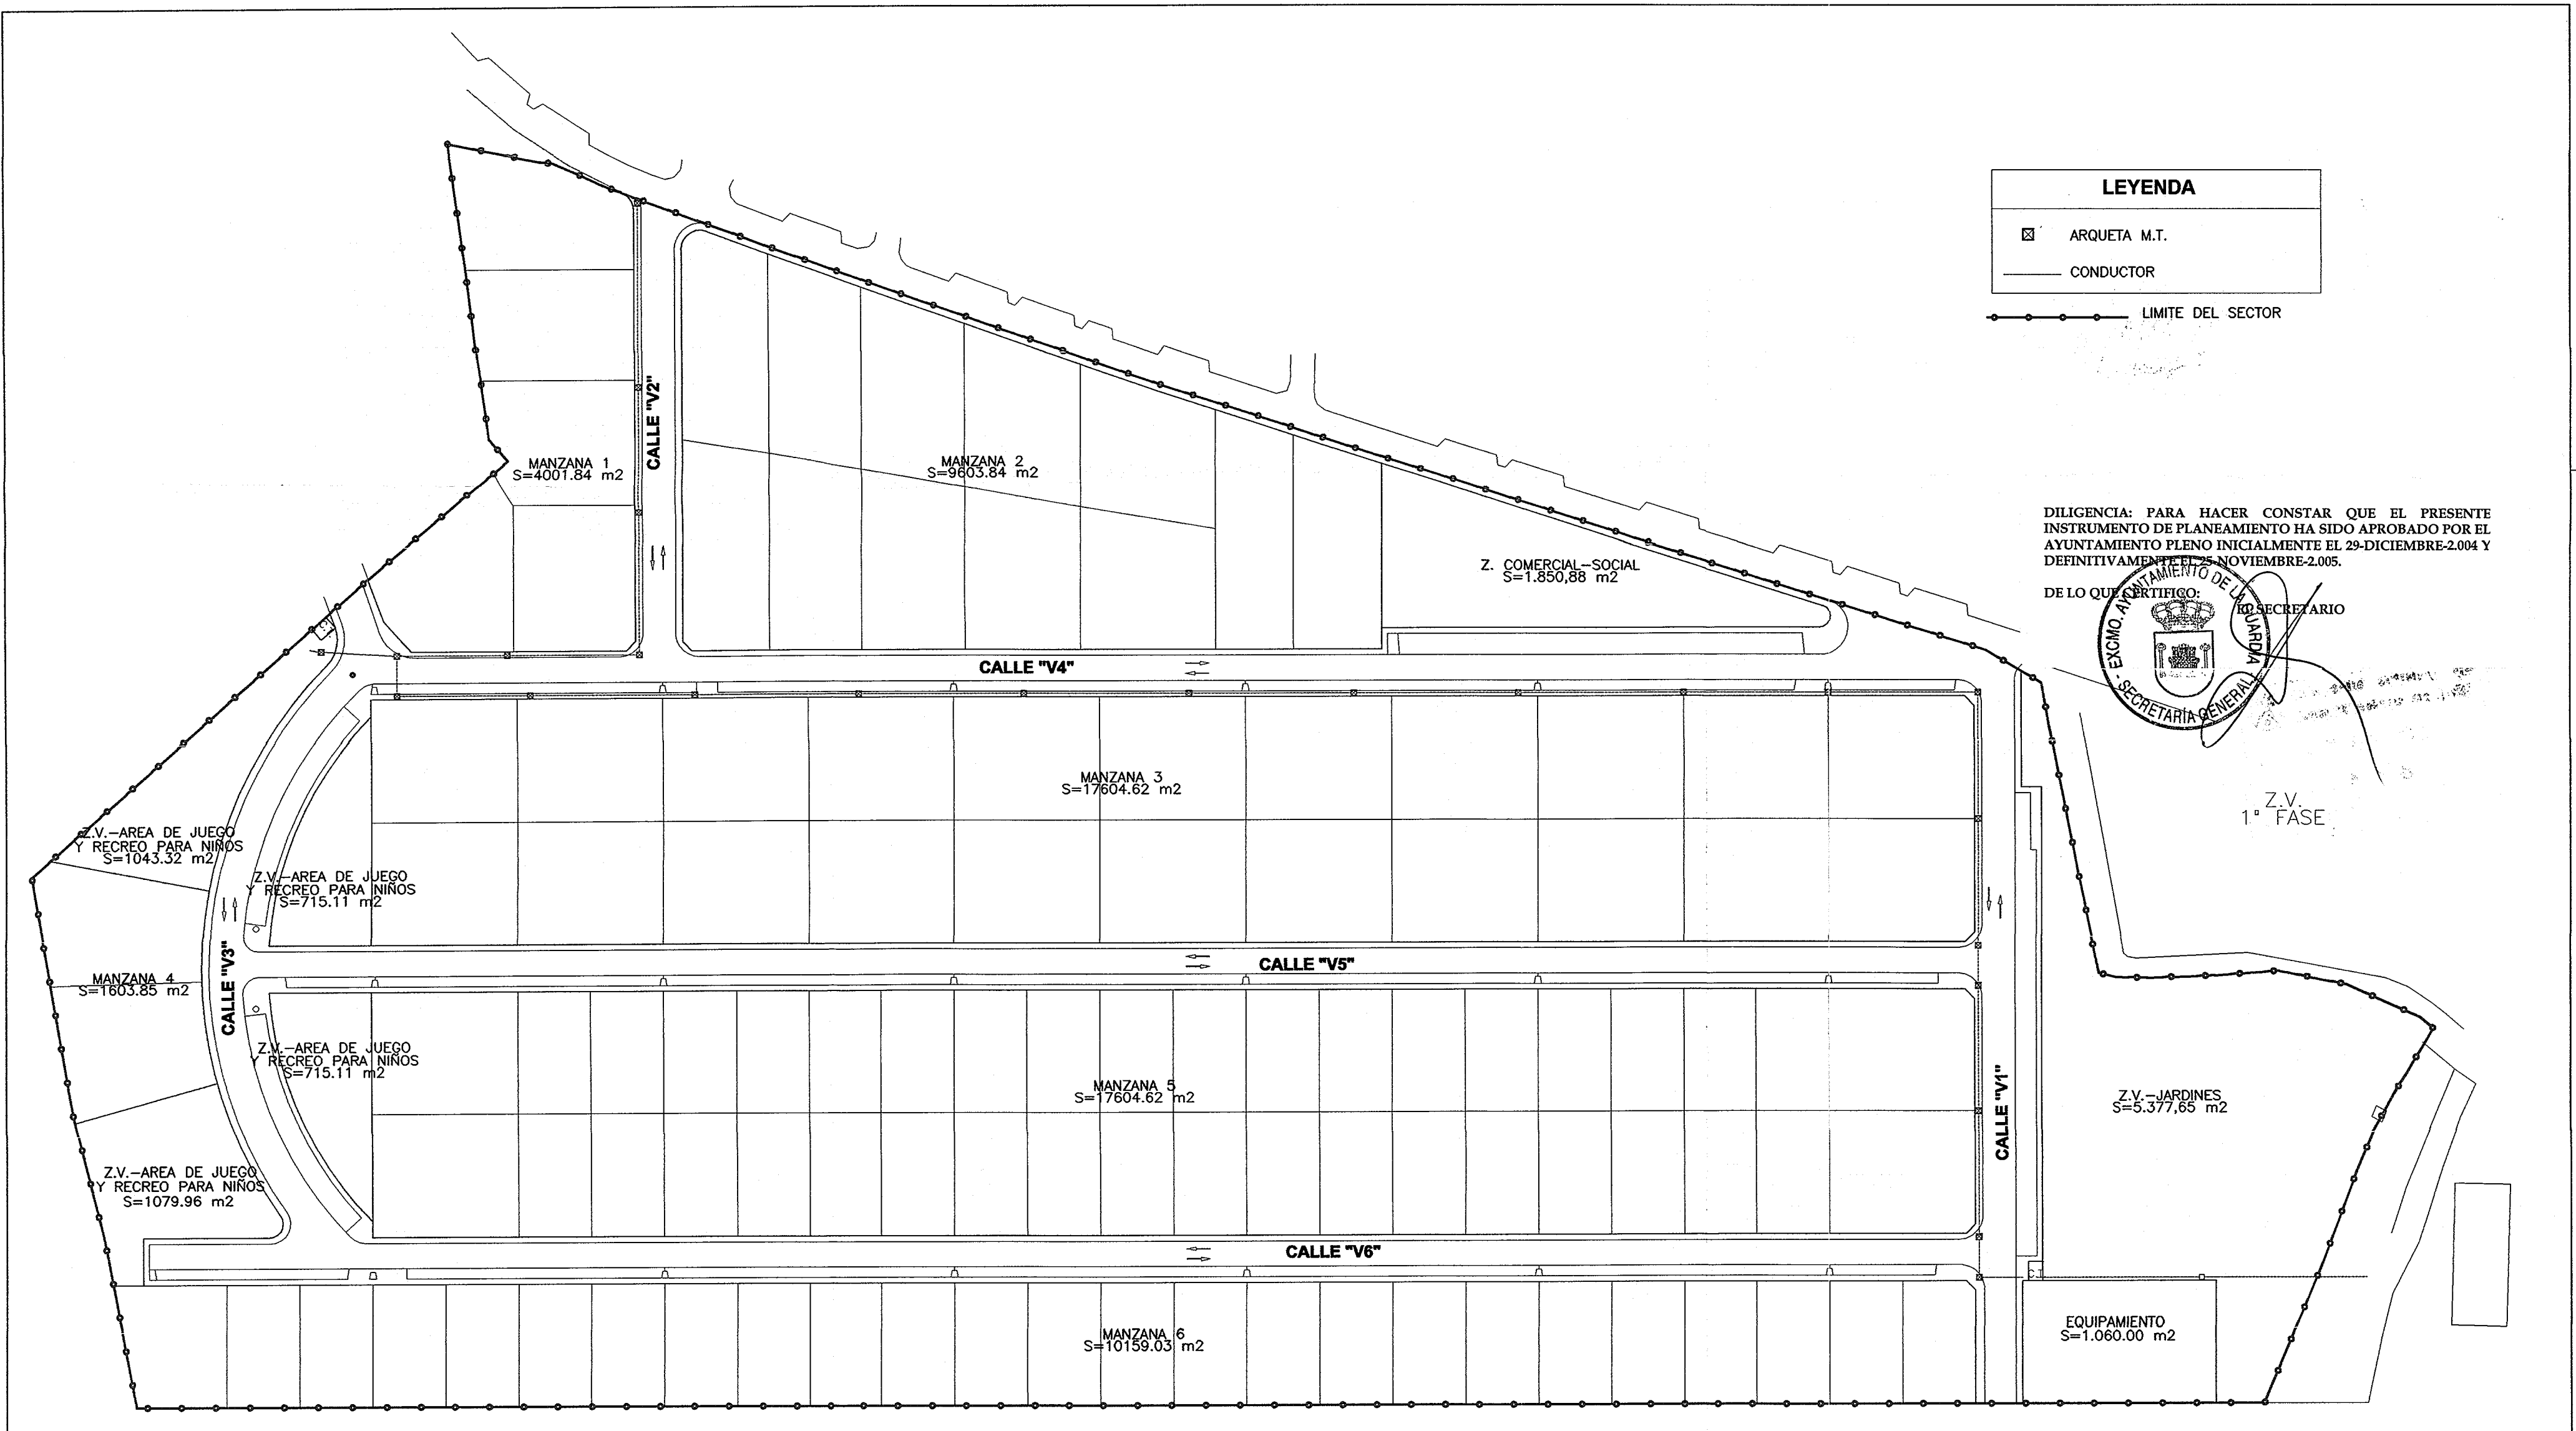 LEYENDA
ARQUETA M.T.
CONDUCTOR
LIMITE DEL SECTOR
DILIGENCIA: PARA HACER CONSTAR QUE EL PRESENTE
INSTRUMENTO DE PLANEAMIENTO HA SIDO APROBADO POR EL
AYUNTAMIENTO PLENO INICIALMENTE EL 29-DICIEMBRE-2.004 Y
DEFINITIVAMENTE EL 25-NOVIEMBRE-2.005.
DE LO QUE CERTIFICO:
EL SECRETARIO
EXCMO. AYUNTAMIENTO DE LA GUARDIA
- SECRETARÍA GENERAL
Z.V.
1ª FASE
MANZANA 1
S=4001.84 m2
CALLE "V2"
MANZANA 2
S=9603.84 m2
Z. COMERCIAL-SOCIAL
S=1.850,88 m2
C.T.
CALLE "V4"
MANZANA 3
S=17604.62 m2
Z.V.-AREA DE JUEGO
Y RECREO PARA NIÑOS
S=1043.32 m2
Z.V.-AREA DE JUEGO
Y RECREO PARA NIÑOS
S=715.11 m2
CALLE "V3"
CALLE "V5"
MANZANA 4
S=1603.85 m2
Z.V.-AREA DE JUEGO
Y RECREO PARA NIÑOS
S=715.11 m2
MANZANA 5
S=17604.62 m2
CALLE "V1"
Z.V.-JARDINES
S=5.377,65 m2
Z.V.-AREA DE JUEGO
Y RECREO PARA NIÑOS
S=1079.96 m2
CALLE "V6"
C.T.
MANZANA 6
S=10159.03 m2
EQUIPAMIENTO
S=1.060.00 m2